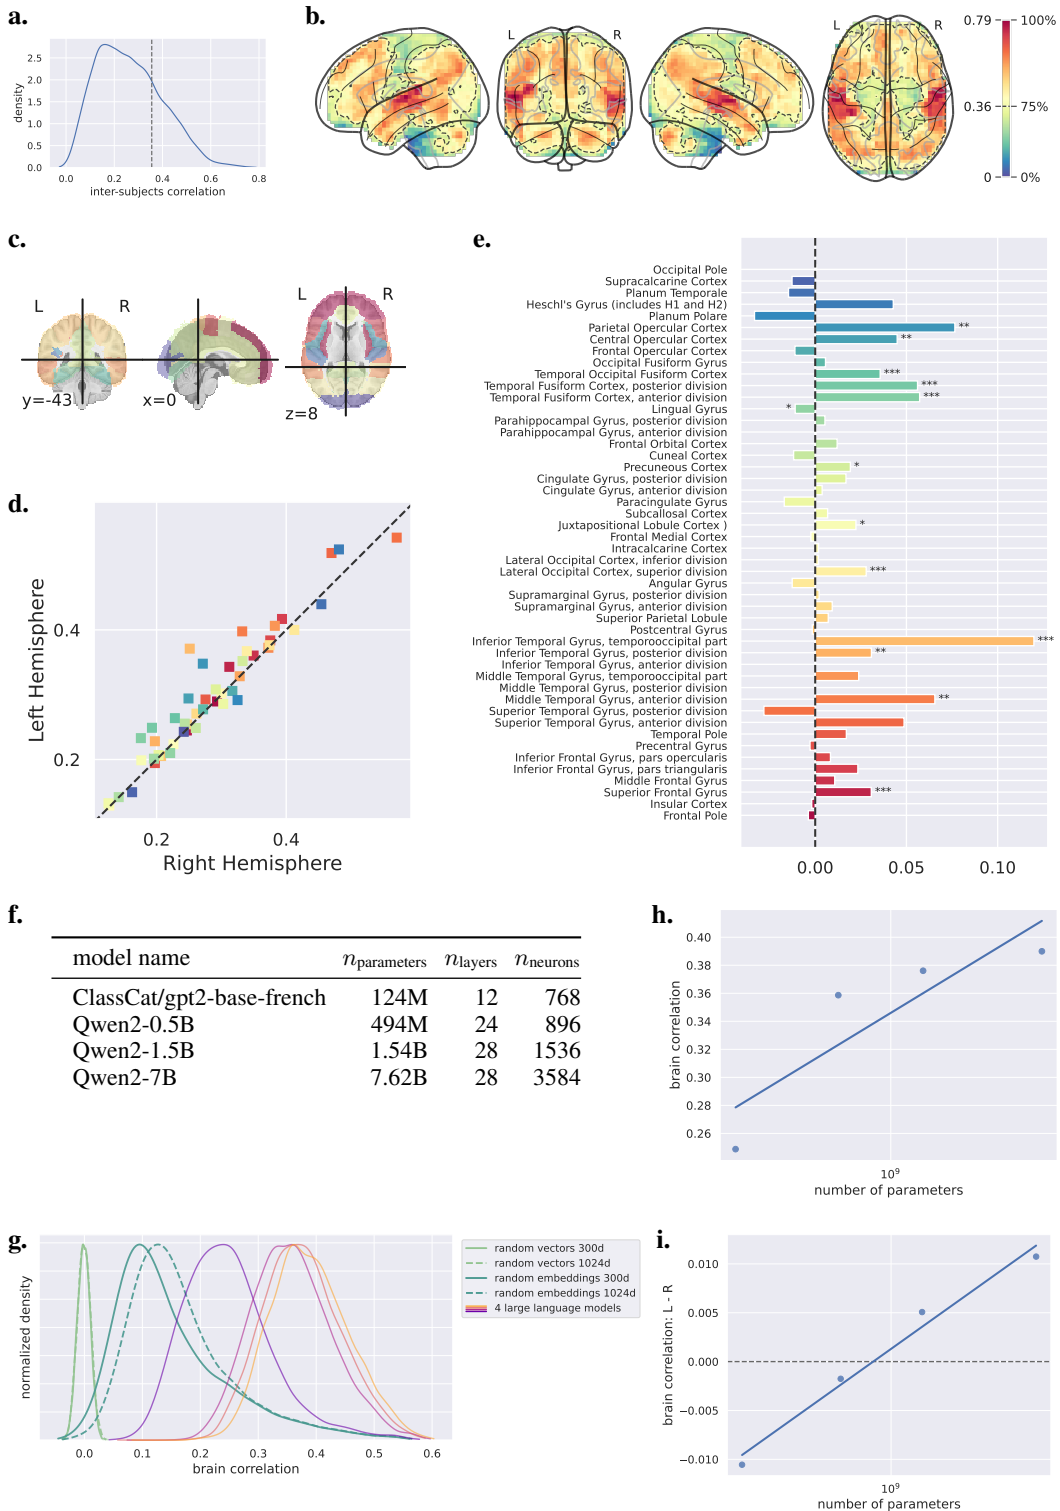 a.
density
2.5
2.0
1.5
1.0
0.5
0.0
0.0 0.2 0.4 0.6 0.8
inter-subjects correlation
b.
L R
L R
0.79 100%
0.36 75%
0 0%
c.
L R
L R
y=-43
x=0
z=8
d.
Left Hemisphere
0.4
0.2
0.2 0.4
Right Hemisphere
e.
Occipital Pole
Supracalcarine Cortex
Planum Temporale
Heschl's Gyrus (includes H1 and H2)
Planum Polare
Parietal Opercular Cortex **
Central Opercular Cortex **
Frontal Opercular Cortex
Occipital Fusiform Gyrus
Temporal Occipital Fusiform Cortex ***
Temporal Fusiform Cortex, posterior division ***
Temporal Fusiform Cortex, anterior division ***
Lingual Gyrus *
Parahippocampal Gyrus, posterior division
Parahippocampal Gyrus, anterior division
Frontal Orbital Cortex
Cuneal Cortex
Precuneous Cortex *
Cingulate Gyrus, posterior division
Cingulate Gyrus, anterior division
Paracingulate Gyrus
Subcallosal Cortex
Juxtapositional Lobule Cortex ) *
Frontal Medial Cortex
Intracalcarine Cortex
Lateral Occipital Cortex, inferior division
Lateral Occipital Cortex, superior division ***
Angular Gyrus
Supramarginal Gyrus, posterior division
Supramarginal Gyrus, anterior division
Superior Parietal Lobule
Postcentral Gyrus
Inferior Temporal Gyrus, temporooccipital part ***
Inferior Temporal Gyrus, posterior division **
Inferior Temporal Gyrus, anterior division
Middle Temporal Gyrus, temporooccipital part
Middle Temporal Gyrus, posterior division
Middle Temporal Gyrus, anterior division **
Superior Temporal Gyrus, posterior division
Superior Temporal Gyrus, anterior division
Temporal Pole
Precentral Gyrus
Inferior Frontal Gyrus, pars opercularis
Inferior Frontal Gyrus, pars triangularis
Middle Frontal Gyrus
Superior Frontal Gyrus ***
Insular Cortex
Frontal Pole
0.00 0.05 0.10
f.
model name n_parameters n_layers n_neurons
ClassCat/gpt2-base-french 124M 12 768
Qwen2-0.5B 494M 24 896
Qwen2-1.5B 1.54B 28 1536
Qwen2-7B 7.62B 28 3584
h.
brain correlation
0.40
0.38
0.36
0.34
0.32
0.30
0.28
0.26
10⁹
number of parameters
g.
normalized density
0.0 0.1 0.2 0.3 0.4 0.5 0.6
brain correlation
random vectors 300d
random vectors 1024d
random embeddings 300d
random embeddings 1024d
4 large language models
i.
brain correlation: L - R
0.010
0.005
0.000
−0.005
−0.010
10⁹
number of parameters